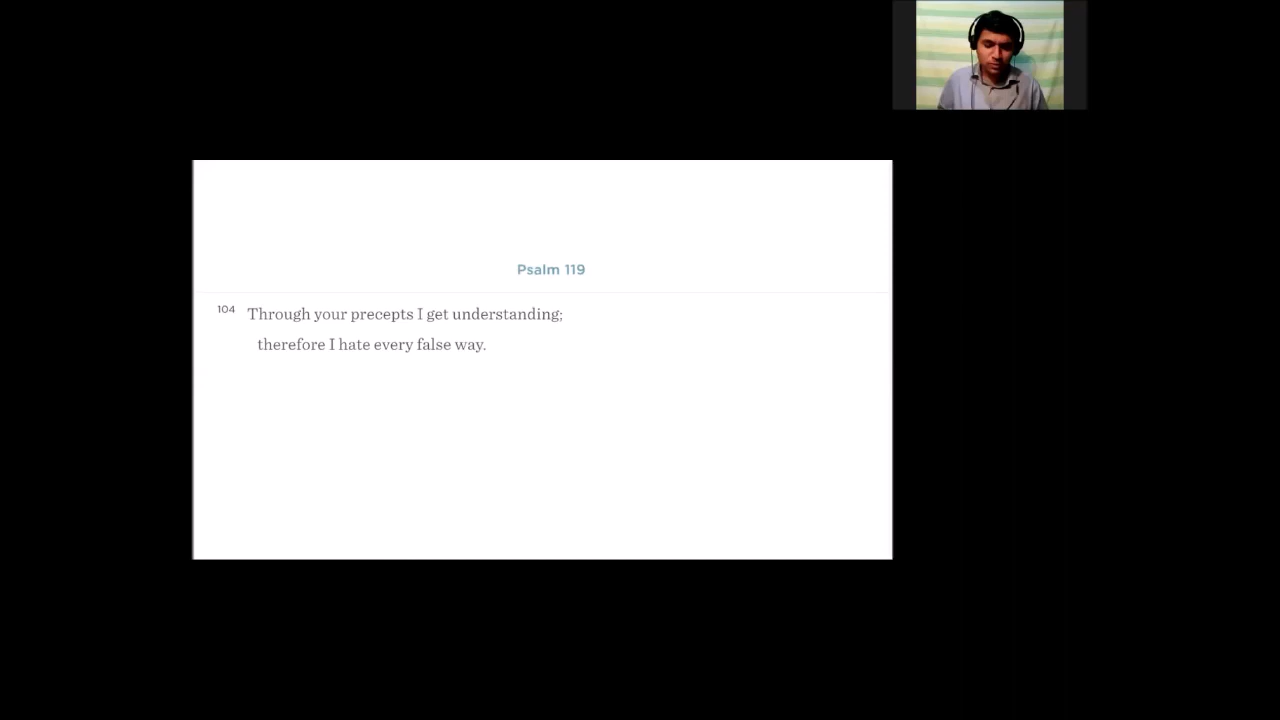 Psalm 119
104 Through your precepts I get understanding;
therefore I hate every false way.